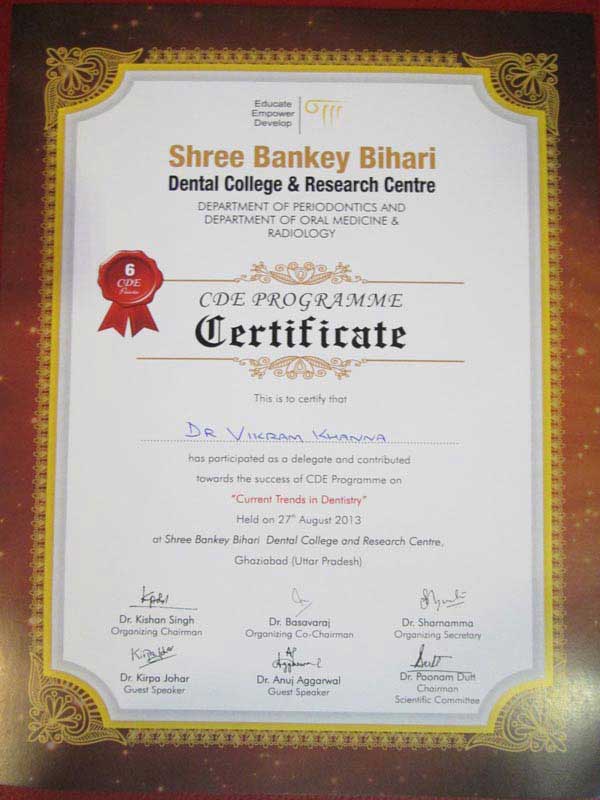 Educate
Empower
Develop
Shree Bankey Bihari
Dental College & Research Centre
DEPARTMENT OF PERIODONTICS AND
DEPARTMENT OF ORAL MEDICINE &
RADIOLOGY
6
CDE
Points
CDE PROGRAMME
Certificate
This is to certify that
DR VIKRAM KHANNA
has participated as a delegate and contributed
towards the success of CDE Programme on
"Current Trends in Dentistry"
Held on 27th August 2013
at Shree Bankey Bihari Dental College and Research Centre,
Ghaziabad (Uttar Pradesh)
Dr. Kishan Singh
Organizing Chairman
Dr. Basavaraj
Organizing Co-Chairman
Dr. Sharnamma
Organizing Secretary
Dr. Kirpa Johar
Guest Speaker
Dr. Anuj Aggarwal
Guest Speaker
Dr. Poonam Dutt
Chairman
Scientific Committee